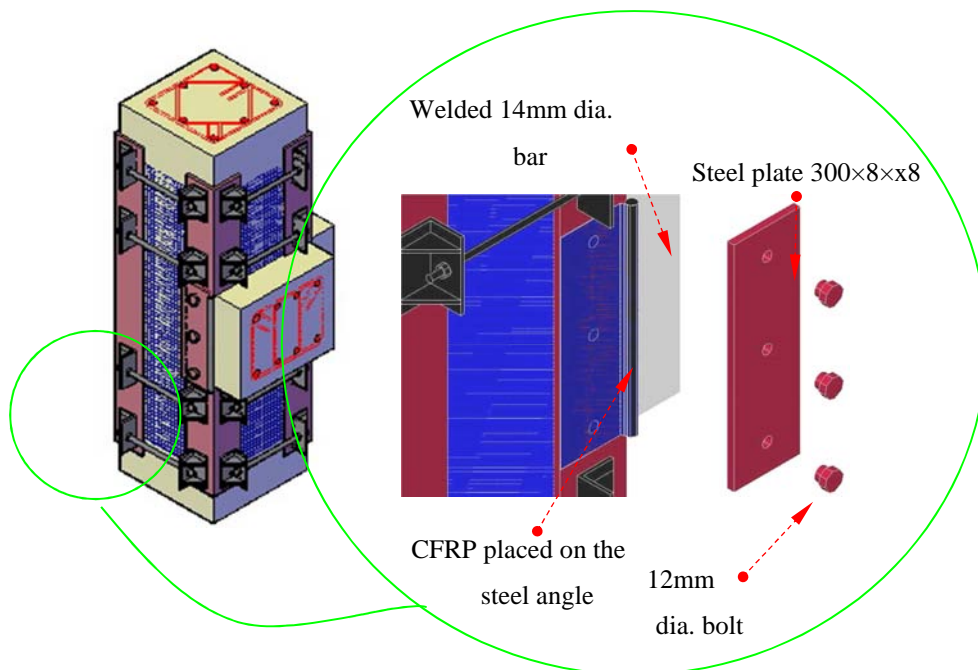 Welded 14mm dia.
bar
Steel plate 300×8×x8
CFRP placed on the
steel angle
12mm
dia. bolt